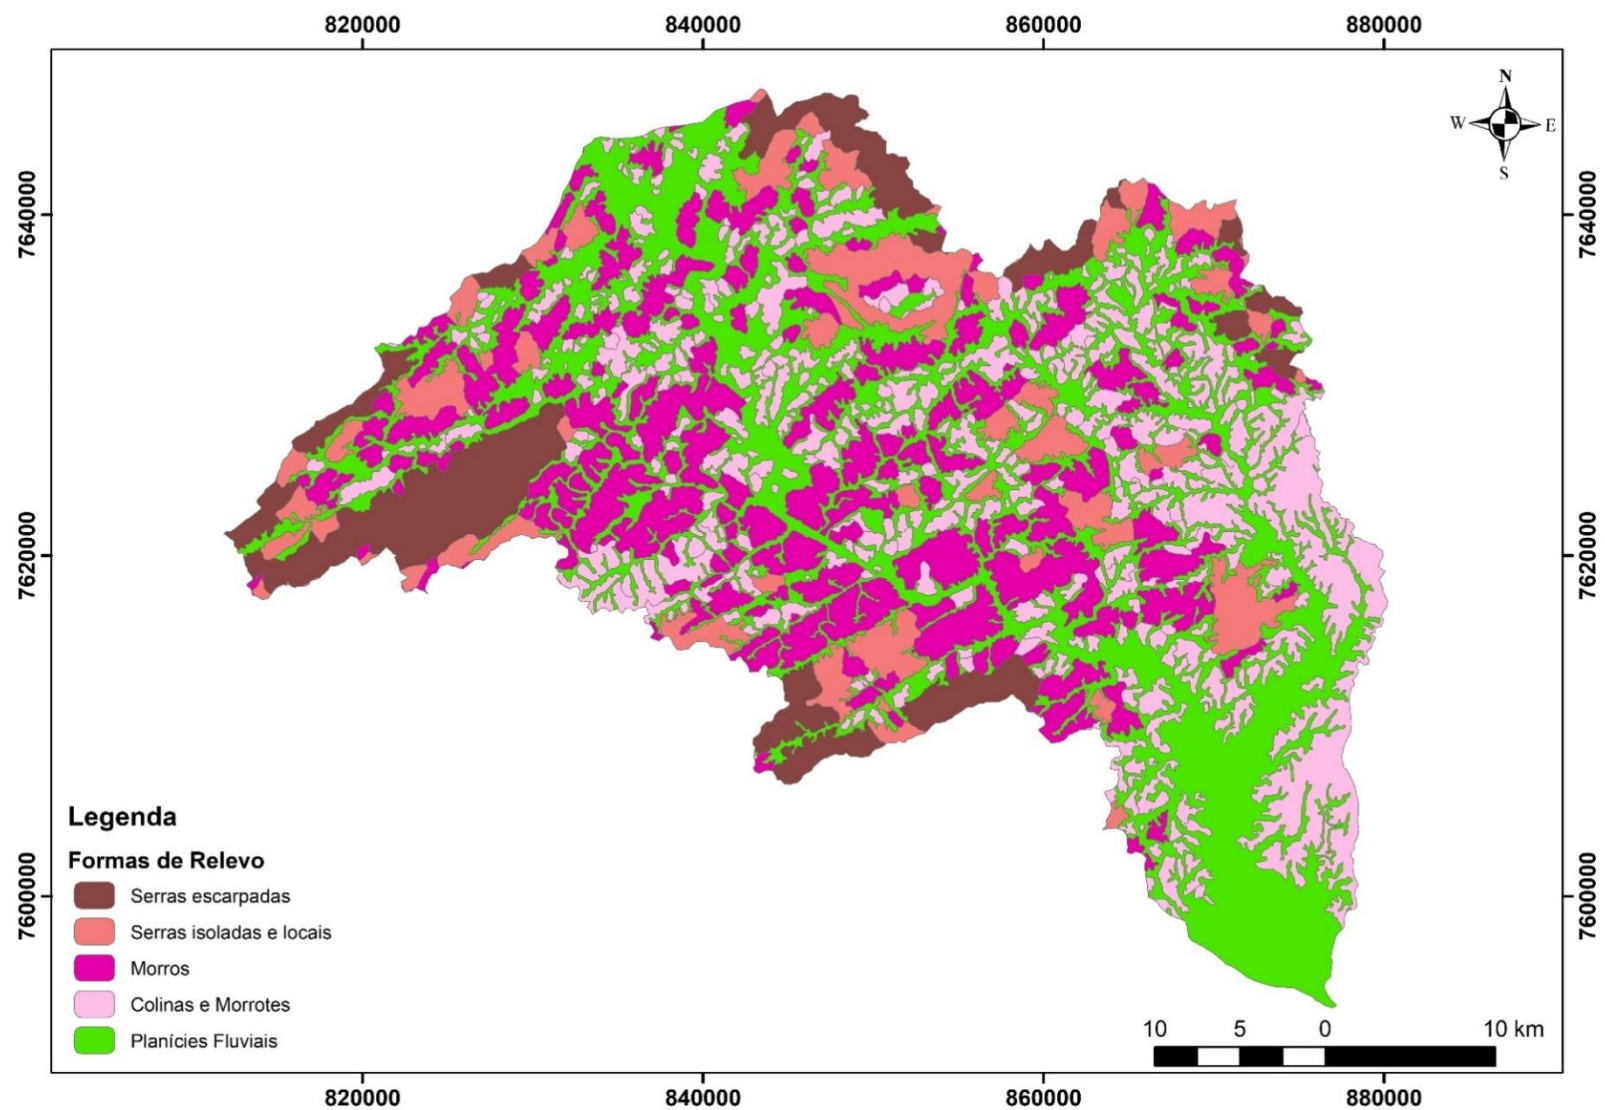 820000 840000 860000 880000
N
W E
S
7640000 7640000
7620000 7620000
7600000 7600000
Legenda
Formas de Relevo
Serras escarpadas
Serras isoladas e locais
Morros
Colinas e Morrotes
Planícies Fluviais
10 5 0 10 km
820000 840000 860000 880000